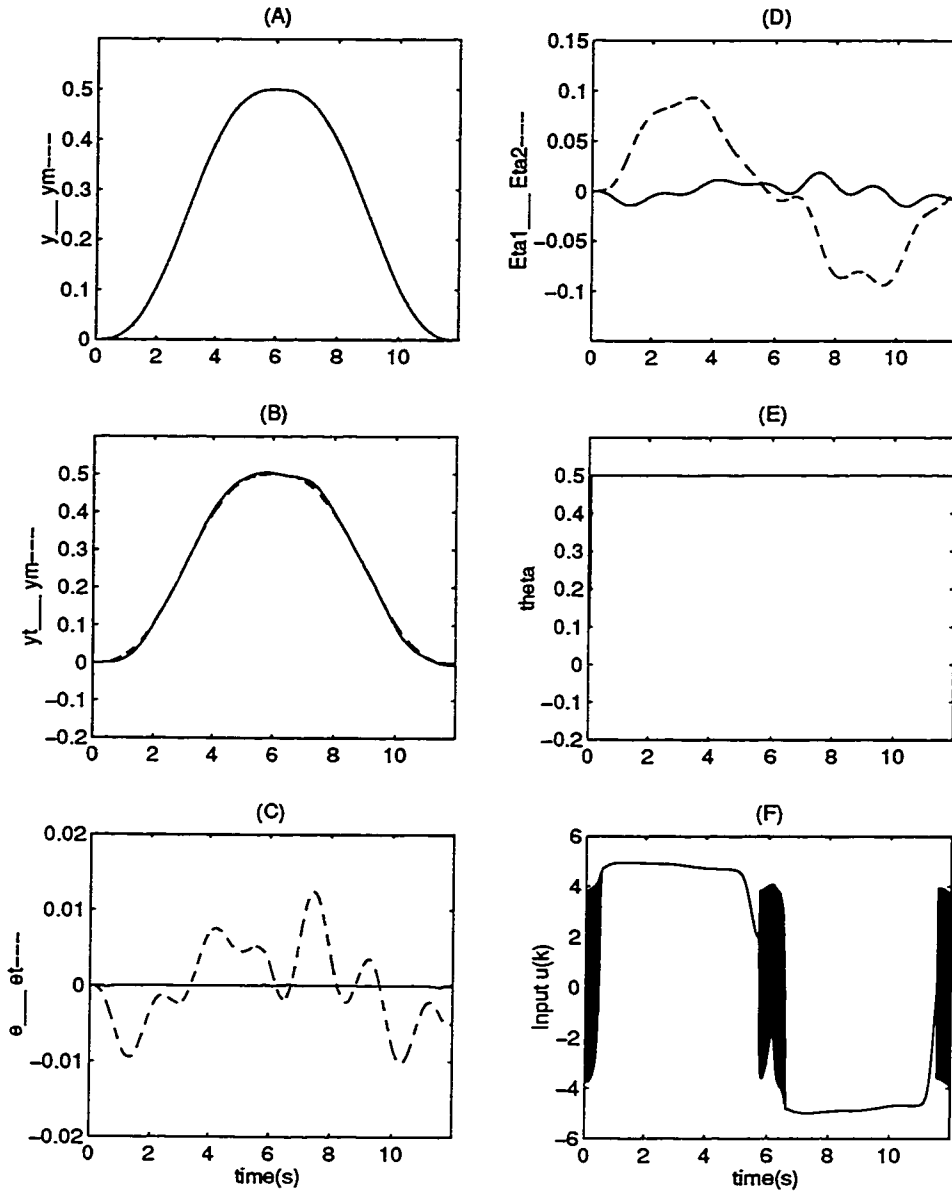 (A)
0.5
0.4
0.3
0.2
0.1
0
y___ ym----
0 2 4 6 8 10
(B)
0.5
0.4
0.3
0.2
0.1
0
−0.1
−0.2
yt___ ym----
0 2 4 6 8 10
(C)
0.02
0.01
0
−0.01
−0.02
e___ et----
0 2 4 6 8 10
time(s)
(D)
0.15
0.1
0.05
0
−0.05
−0.1
Eta1___ Eta2----
0 2 4 6 8 10
(E)
0.5
0.4
0.3
0.2
0.1
0
−0.1
−0.2
theta
0 2 4 6 8 10
(F)
6
4
2
0
−2
−4
−6
Input u(k)
0 2 4 6 8 10
time(s)